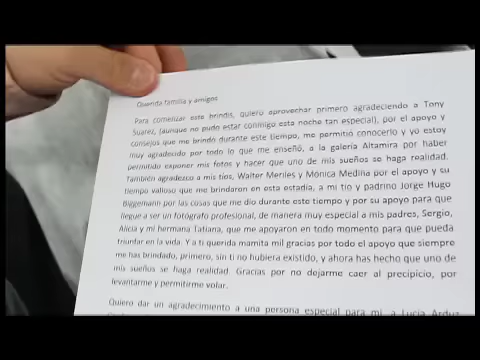 Querida familia y amigos
Para comenzar este brindis, quiero aprovechar primero agradeciendo a Tony
Suarez, (aunque no pudo estar conmigo esta noche tan especial), por el apoyo y
consejos que me brindo durante este tiempo, me permitió conocerlo y yo estoy
muy agradecido por todo lo que me enseñó, a la galería Altamira por haber
permitido exponer mis fotos y hacer que uno de mis sueños se haga realidad.
También agradezco a mis tíos, Walter Meriles y Mónica Medina por el apoyo y su
tiempo valioso que me brindaron en esta estadía, a mi tío y padrino Jorge Hugo
Biggemann por las cosas que me dio durante este tiempo y por su apoyo para que
llegue a ser un fotógrafo profesional, de manera muy especial a mis padres, Sergio,
Alicia y mi hermana Tatiana, que me apoyaron en todo momento para que pueda
triunfar en la vida. Y a ti querida mamita mil gracias por todo el apoyo que siempre
me has brindado, primero, sin ti no hubiera existido, y ahora has hecho que uno de
mis sueños se haga realidad. Gracias por no dejarme caer al precipicio, por
levantarme y permitirme volar.
Quiero dar un agradecimiento a una persona especial para mí, a Lucía Arduz